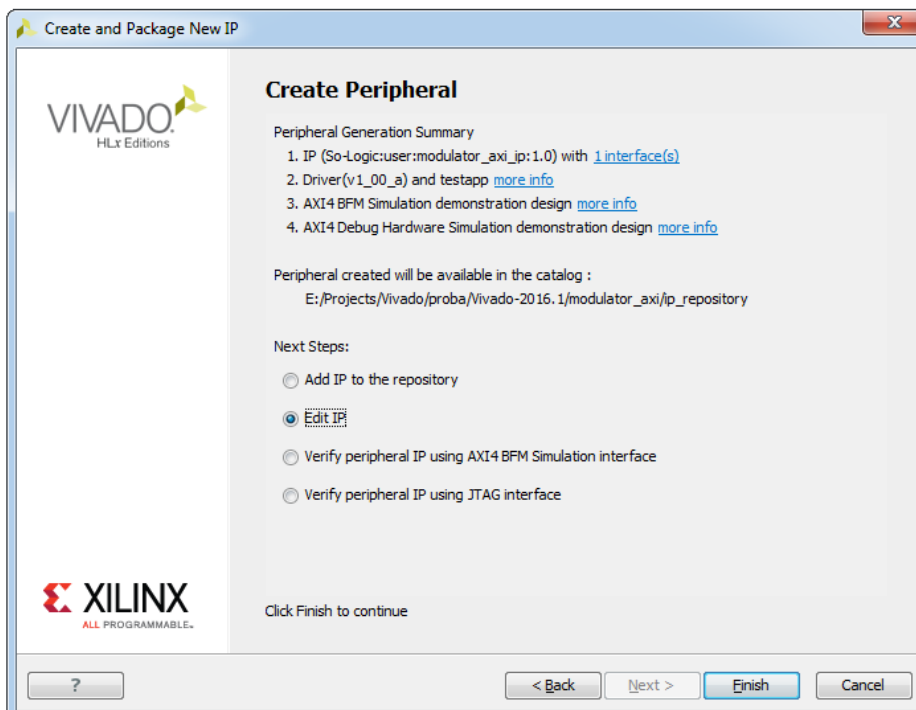 Create and Package New IP
VIVADO.
HLx Editions
Create Peripheral
Peripheral Generation Summary
1. IP (So-Logic:user:modulator_axi_ip:1.0) with 1 interface(s)
2. Driver(v1_00_a) and testapp more info
3. AXI4 BFM Simulation demonstration design more info
4. AXI4 Debug Hardware Simulation demonstration design more info
Peripheral created will be available in the catalog :
E:/Projects/Vivado/proba/Vivado-2016.1/modulator_axi/ip_repository
Next Steps:
Add IP to the repository
Edit IP
Verify peripheral IP using AXI4 BFM Simulation interface
Verify peripheral IP using JTAG interface
XILINX
ALL PROGRAMMABLE.
Click Finish to continue
? < Back Next > Finish Cancel